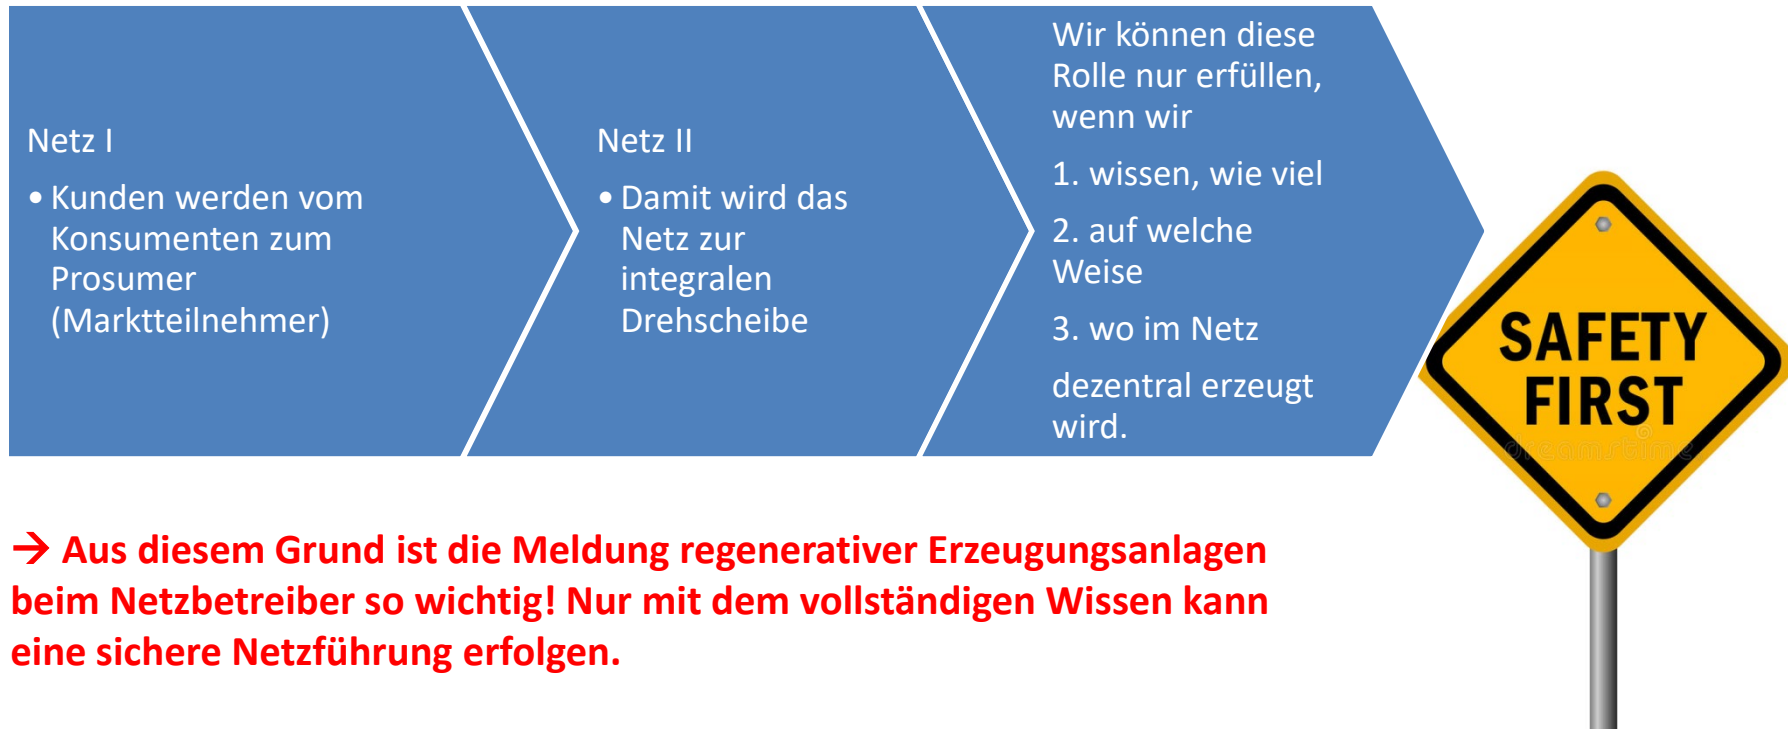 Netz I
• Kunden werden vom
Konsumenten zum
Prosumer
(Marktteilnehmer)
Netz II
• Damit wird das
Netz zur
integralen
Drehscheibe
Wir können diese
Rolle nur erfüllen,
wenn wir
1. wissen, wie viel
2. auf welche
Weise
3. wo im Netz
dezentral erzeugt
wird.
SAFETY
FIRST
dreamstime
→ Aus diesem Grund ist die Meldung regenerativer Erzeugungsanlagen
beim Netzbetreiber so wichtig! Nur mit dem vollständigen Wissen kann
eine sichere Netzführung erfolgen.